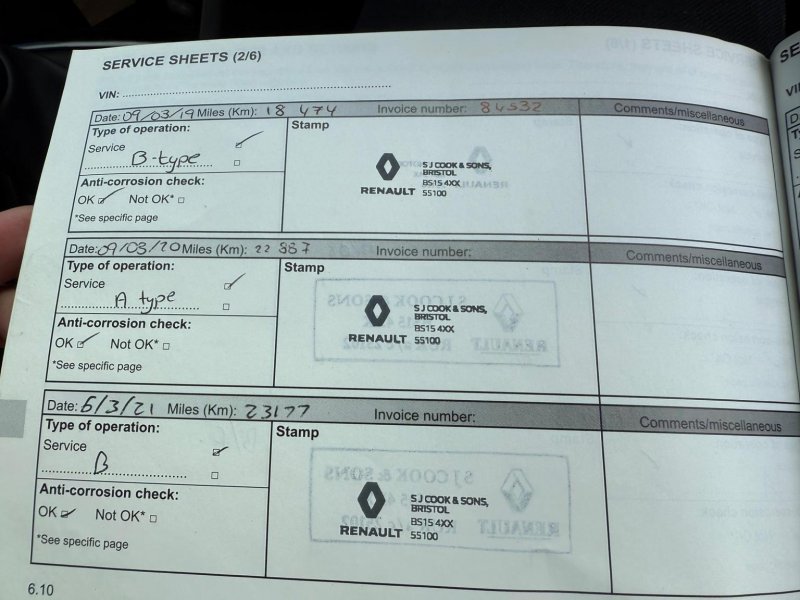 SERVICE SHEETS (2/6)
VIN:
Date: 09/03/19 Miles (Km): 18 474 Invoice number: 84532 Comments/miscellaneous
Type of operation: Stamp
Service
B-type
Anti-corrosion check:
OK Not OK*
*See specific page
S J COOK & SONS,
BRISTOL
BS15 4XX
55100
RENAULT
Date: 09/03/20 Miles (Km): 22 887 Invoice number: Comments/miscellaneous
Type of operation: Stamp
Service
A type
Anti-corrosion check:
OK Not OK*
*See specific page
S J COOK & SONS,
BRISTOL
BS15 4XX
55100
RENAULT
Date: 6/3/21 Miles (Km): 23177 Invoice number: Comments/miscellaneous
Type of operation: Stamp
Service
B
Anti-corrosion check:
OK Not OK*
*See specific page
S J COOK & SONS,
BRISTOL
BS15 4XX
55100
RENAULT
6.10